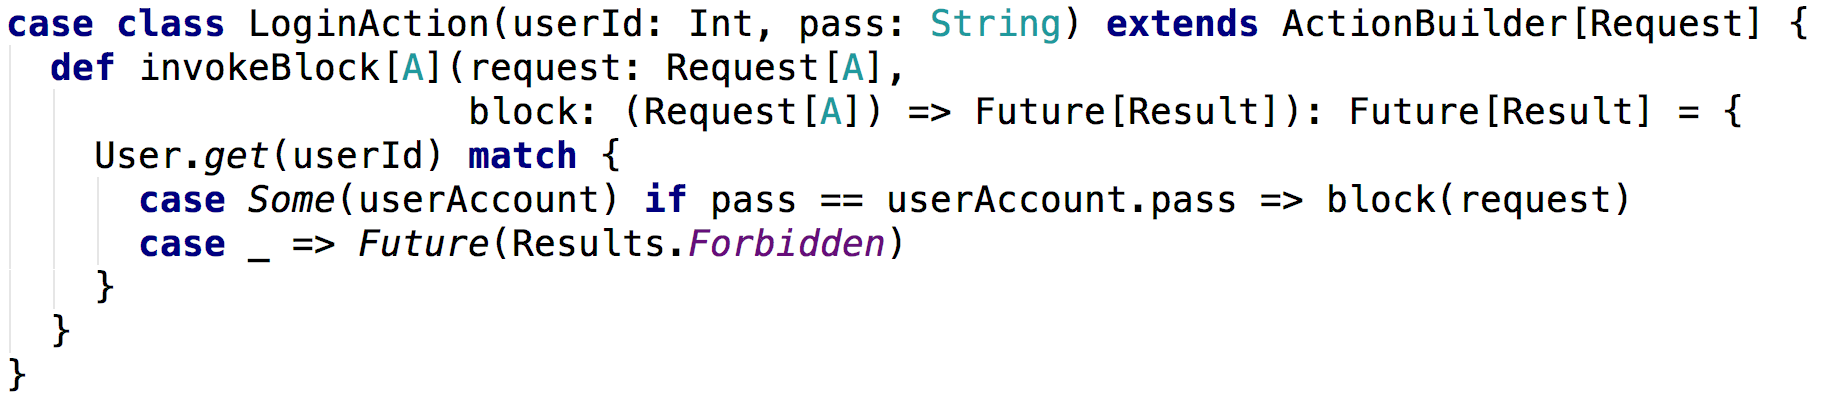 case class LoginAction(userId: Int, pass: String) extends ActionBuilder[Request] {
  def invokeBlock[A](request: Request[A],
                     block: (Request[A]) => Future[Result]): Future[Result] = {
    User.get(userId) match {
      case Some(userAccount) if pass == userAccount.pass => block(request)
      case _ => Future(Results.Forbidden)
    }
  }
}